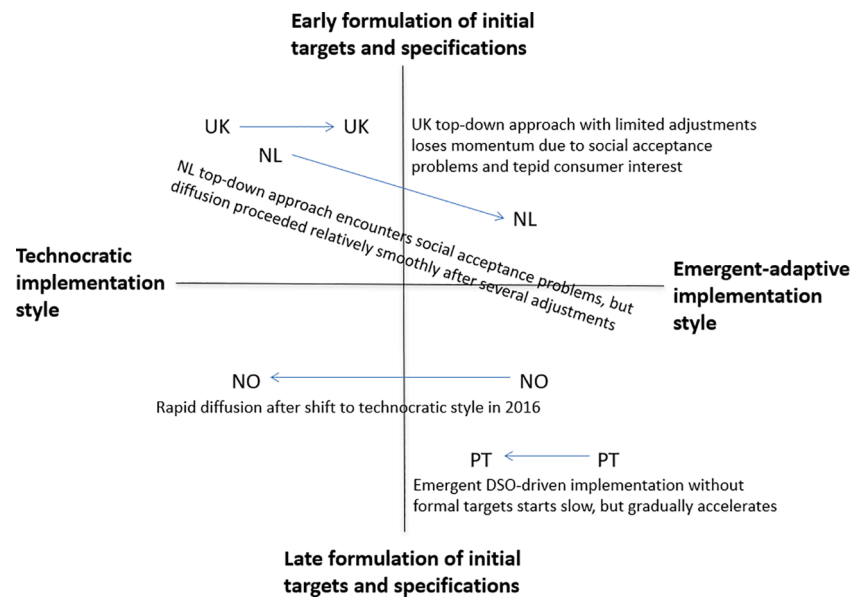 Early formulation of initial
targets and specifications
UK
UK
UK top-down approach with limited adjustments
loses momentum due to social acceptance
problems and tepid consumer interest
NL
NL
NL top-down approach encounters social acceptance problems, but
diffusion proceeded relatively smoothly after several adjustments
Technocratic
implementation
style
Emergent-adaptive
implementation
style
NO
NO
Rapid diffusion after shift to technocratic style in 2016
PT
PT
Emergent DSO-driven implementation without
formal targets starts slow, but gradually accelerates
Late formulation of initial
targets and specifications